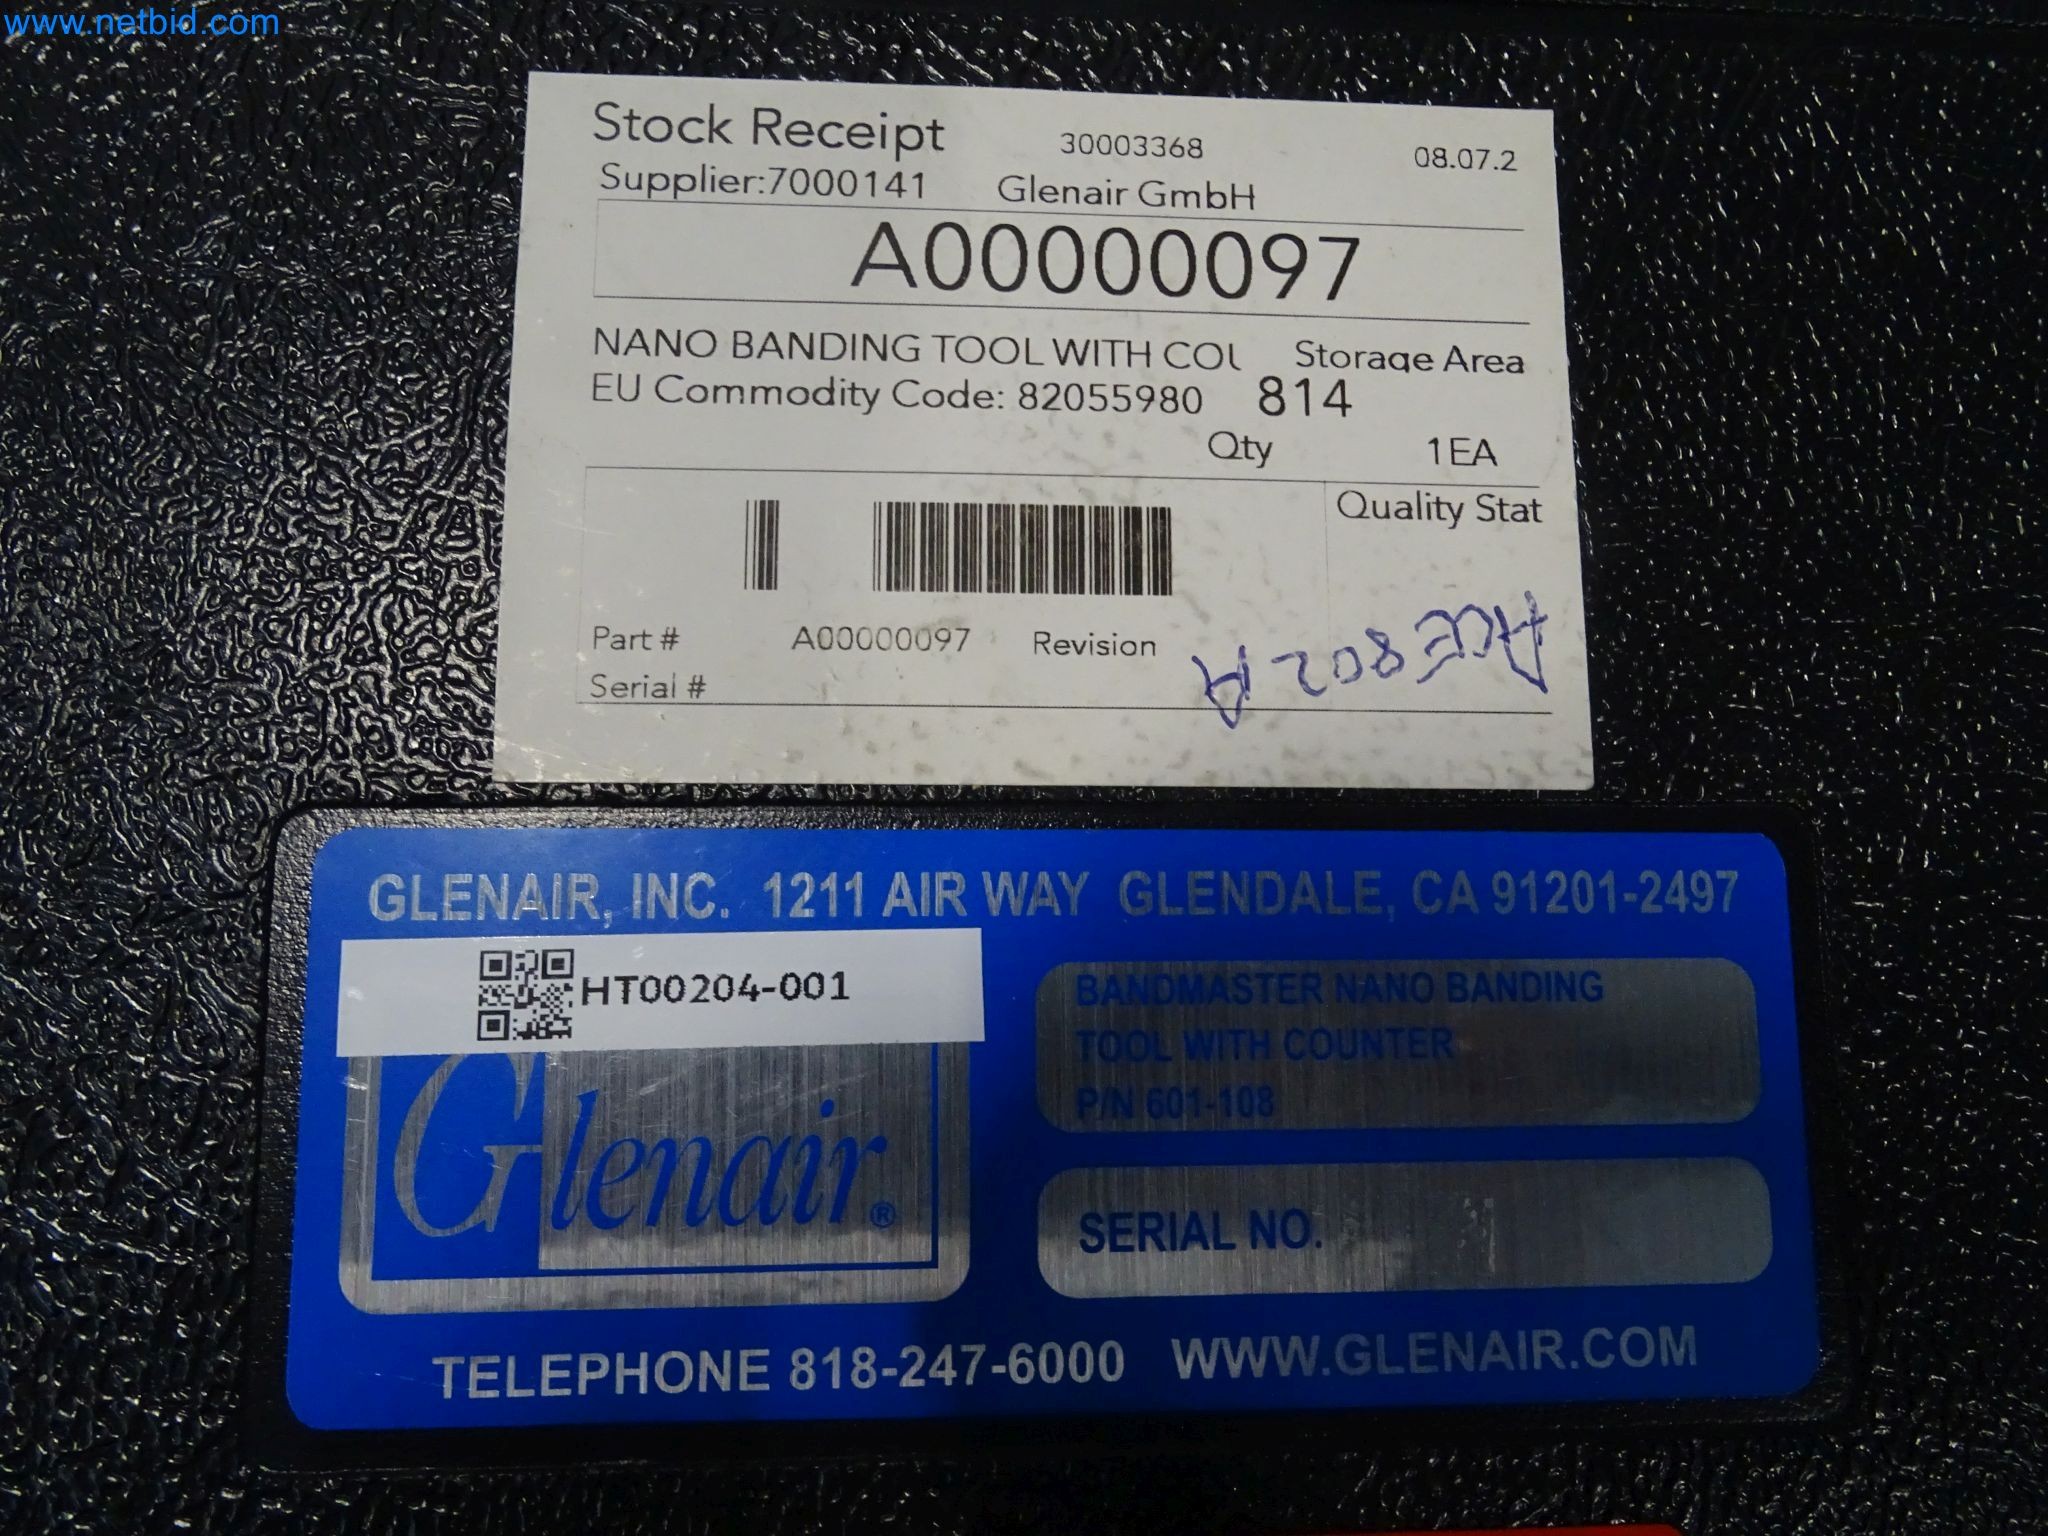 www.netbid.com
Stock Receipt 30003368 08.07.2
Supplier:7000141 Glenair GmbH
A00000097
NANO BANDING TOOL WITH COU Storage Area
EU Commodity Code: 82055980 814
Qty 1EA
Quality Stat
Part # A00000097 Revision
Serial #
ACE 802 A
GLENAIR, INC. 1211 AIR WAY GLENDALE, CA 91201-2497
HT00204-001
BANDMASTER NANO BANDING
TOOL WITH COUNTER
P/N 601-108
Glenair®
SERIAL NO.
TELEPHONE 818-247-6000 WWW.GLENAIR.COM